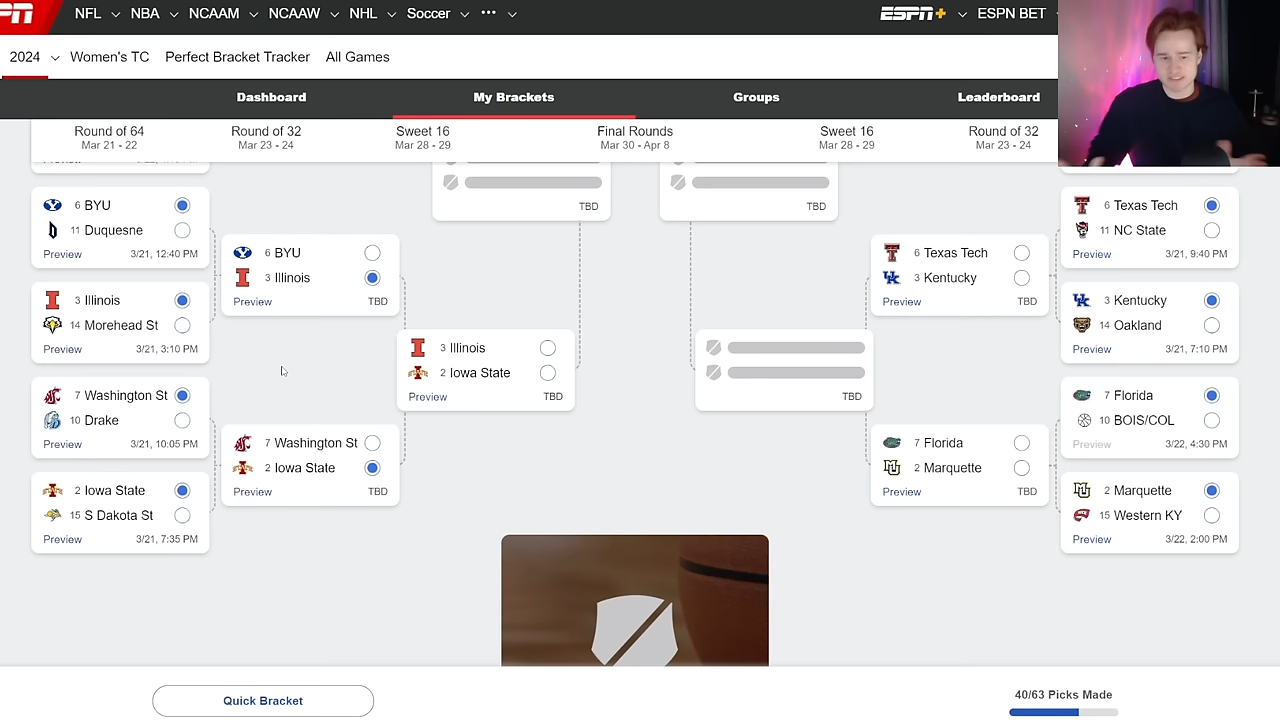 NFL NBA NCAAM NCAAW NHL Soccer ••• ESPN+ ESPN BET
2024 Women's TC Perfect Bracket Tracker All Games
Dashboard My Brackets Groups Leaderboard
Round of 64 Round of 32 Sweet 16 Final Rounds Sweet 16 Round of 32
Mar 21 - 22 Mar 23 - 24 Mar 28 - 29 Mar 30 - Apr 8 Mar 28 - 29 Mar 23 - 24
TBD
TBD
6 BYU
11 Duquesne
Preview 3/21, 12:40 PM
3 Illinois
14 Morehead St
Preview 3/21, 3:10 PM
7 Washington St
10 Drake
Preview 3/21, 10:05 PM
2 Iowa State
15 S Dakota St
Preview 3/21, 7:35 PM
6 BYU
3 Illinois
Preview TBD
7 Washington St
2 Iowa State
Preview TBD
3 Illinois
2 Iowa State
Preview TBD
TBD
6 Texas Tech
3 Kentucky
Preview TBD
7 Florida
2 Marquette
Preview TBD
6 Texas Tech
11 NC State
Preview 3/21, 9:40 PM
3 Kentucky
14 Oakland
Preview 3/21, 7:10 PM
7 Florida
10 BOIS/COL
Preview 3/22, 4:30 PM
2 Marquette
15 Western KY
Preview 3/22, 2:00 PM
Quick Bracket
40/63 Picks Made